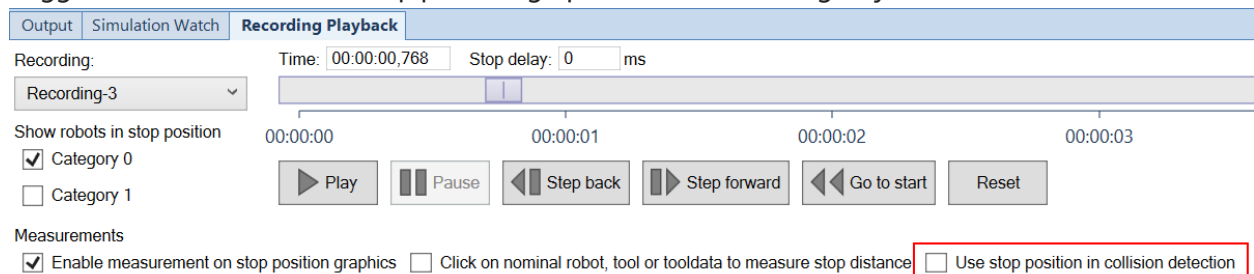 Output Simulation Watch Recording Playback
Recording: Time: 00:00:00,768 Stop delay: 0 ms
Recording-3
Show robots in stop position 00:00:00 00:00:01 00:00:02 00:00:03
Category 0
Play Pause Step back Step forward Go to start Reset
Category 1
Measurements
Enable measurement on stop position graphics Click on nominal robot, tool or tooldata to measure stop distance Use stop position in collision detection